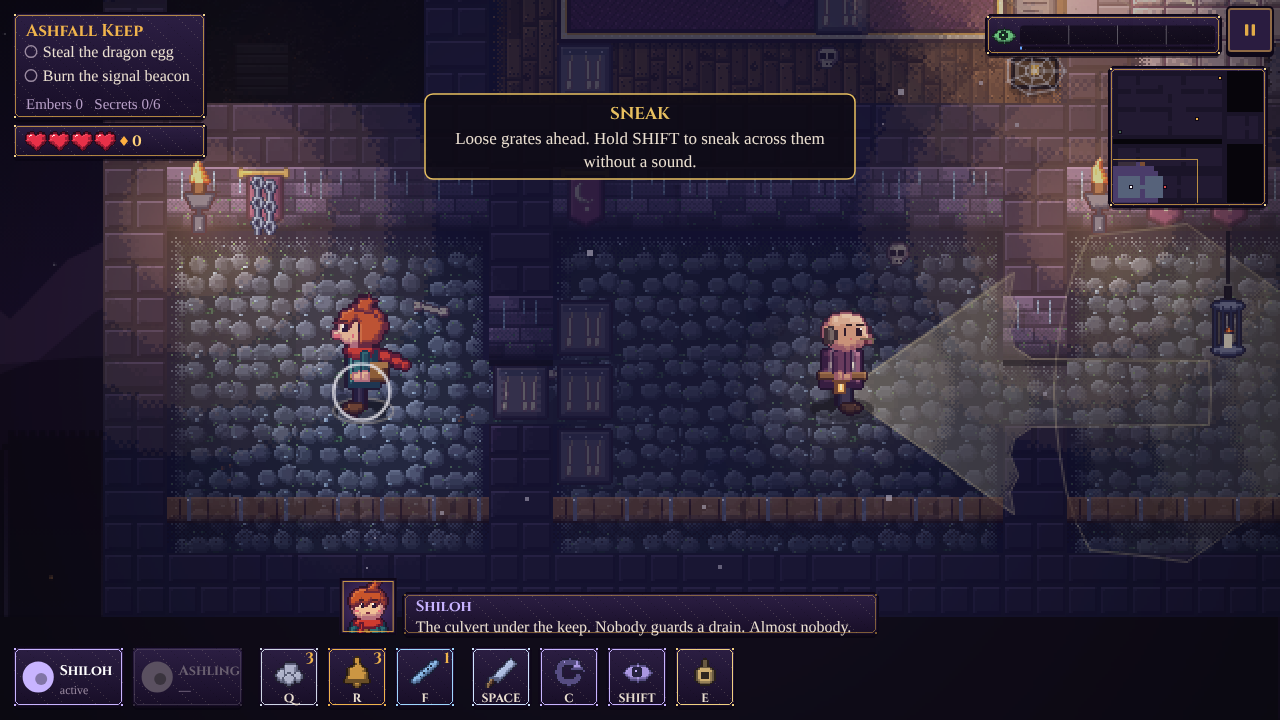 ASHFALL KEEP
Steal the dragon egg
Burn the signal beacon
Embers 0 Secrets 0/6
0
SNEAK
Loose grates ahead. Hold SHIFT to sneak across them
without a sound.
SHILOH
The culvert under the keep. Nobody guards a drain. Almost nobody.
SHILOH
active
ASHLING
—
3
Q
3
R
1
F
SPACE
C
SHIFT
E